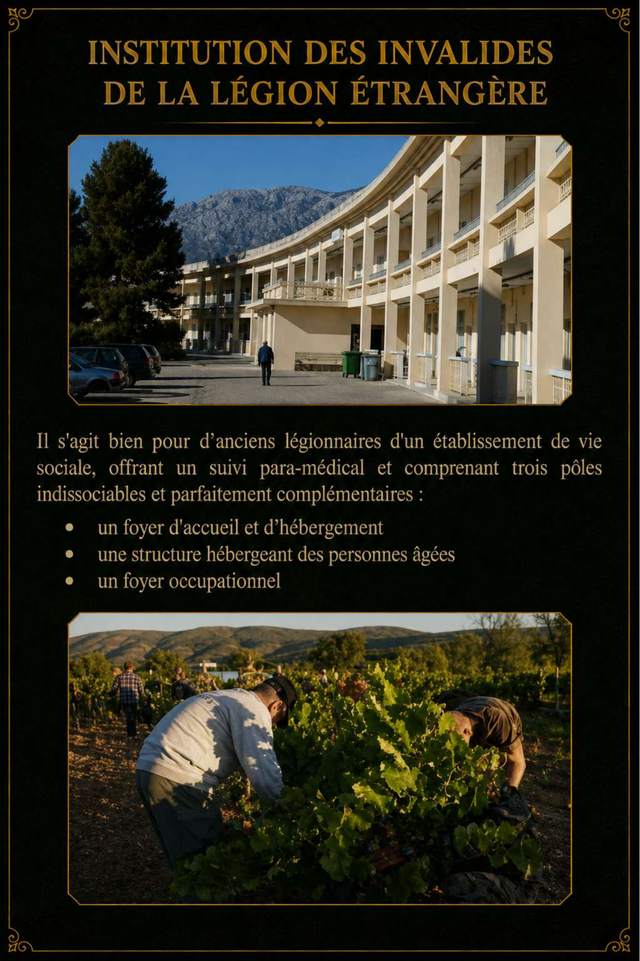 INSTITUTION DES INVALIDES
DE LA LÉGION ÉTRANGÈRE
Il s'agit bien pour d’anciens légionnaires d'un établissement de vie
sociale, offrant un suivi para-médical et comprenant trois pôles
indissociables et parfaitement complémentaires :
• un foyer d'accueil et d’hébergement
• une structure hébergeant des personnes âgées
• un foyer occupationnel